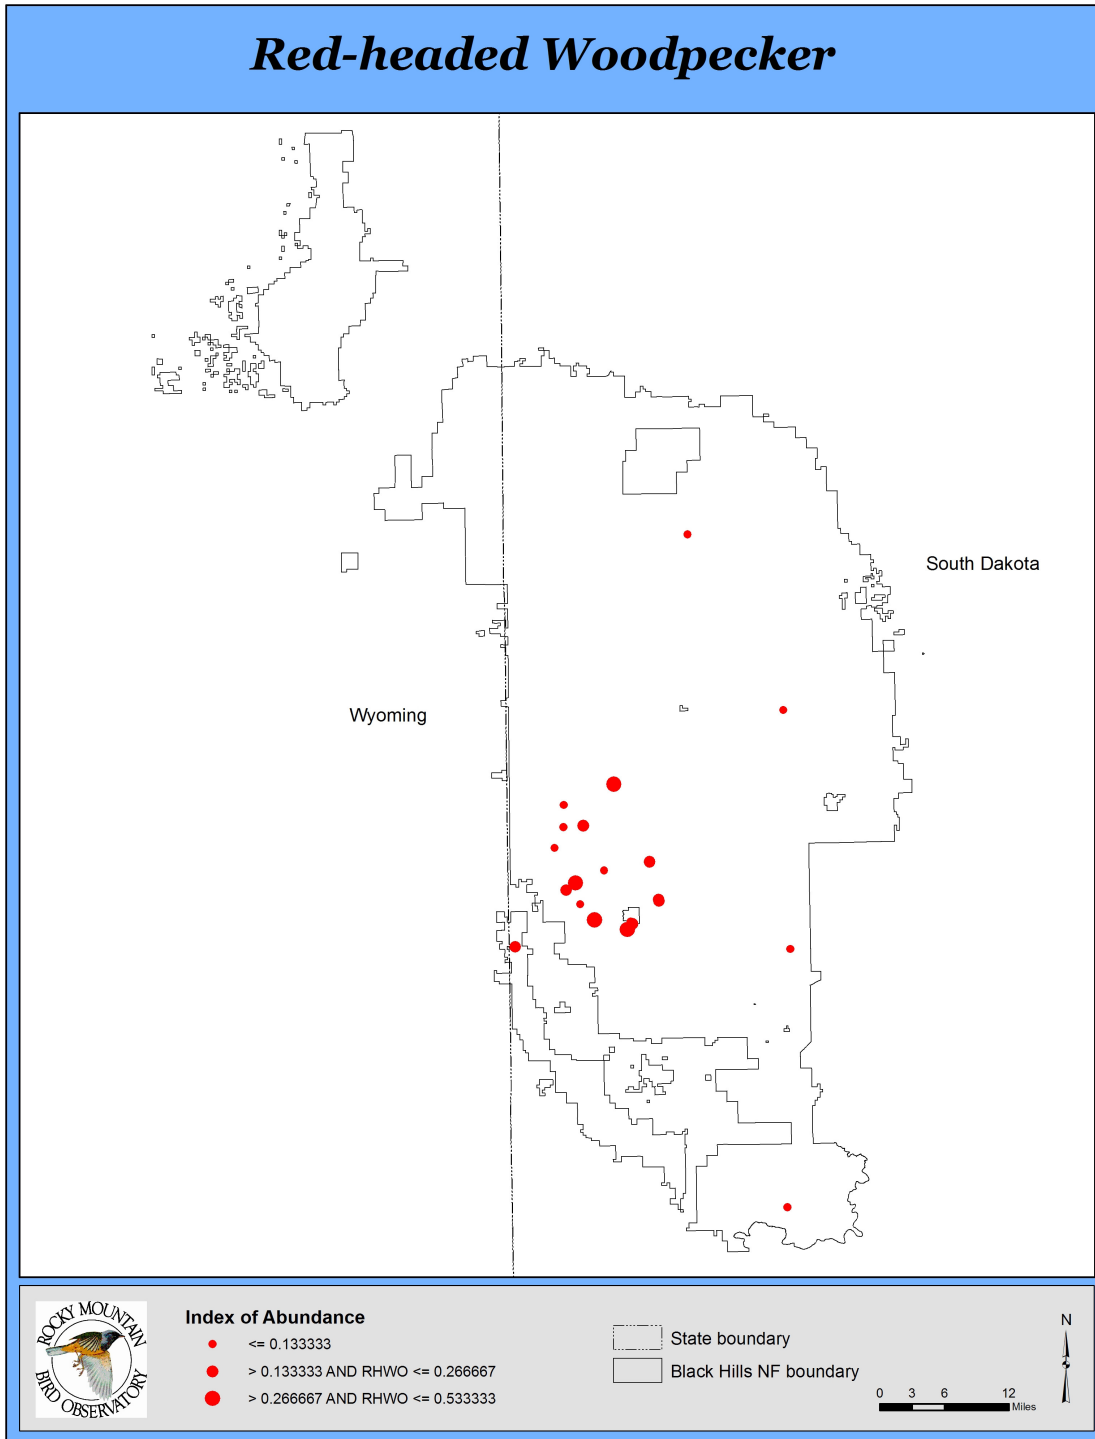 Red-headed Woodpecker
South Dakota
Wyoming
ROCKY MOUNTAIN
BIRD OBSERVATORY
Index of Abundance
<= 0.133333
> 0.133333 AND RHWO <= 0.266667
> 0.266667 AND RHWO <= 0.533333
State boundary
Black Hills NF boundary
N
0 3 6 12
Miles